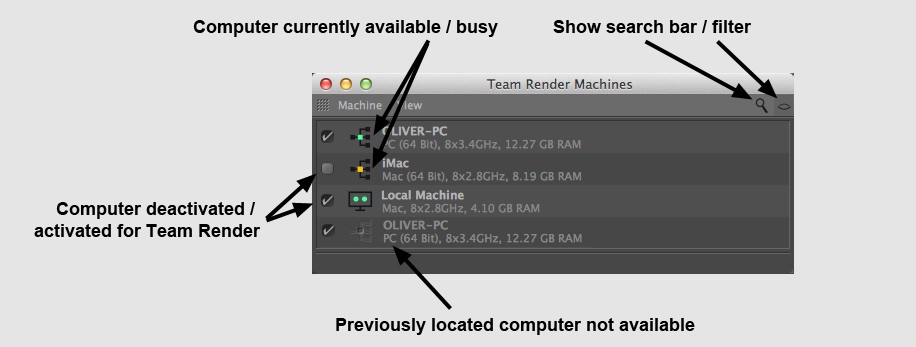 Computer currently available / busy
Show search bar / filter
Team Render Machines
Machine View
OLIVER-PC
PC (64 Bit), 8x3.4GHz, 12.27 GB RAM
iMac
Mac (64 Bit), 8x2.8GHz, 8.19 GB RAM
Local Machine
Mac, 8x2.8GHz, 4.10 GB RAM
OLIVER-PC
PC (64 Bit), 8x3.4GHz, 12.27 GB RAM
Computer deactivated /
activated for Team Render
Previously located computer not available